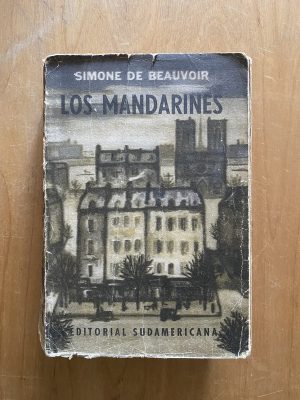 SIMONE DE BEAUVOIR
LOS MANDARINES
EDITORIAL SUDAMERICANA